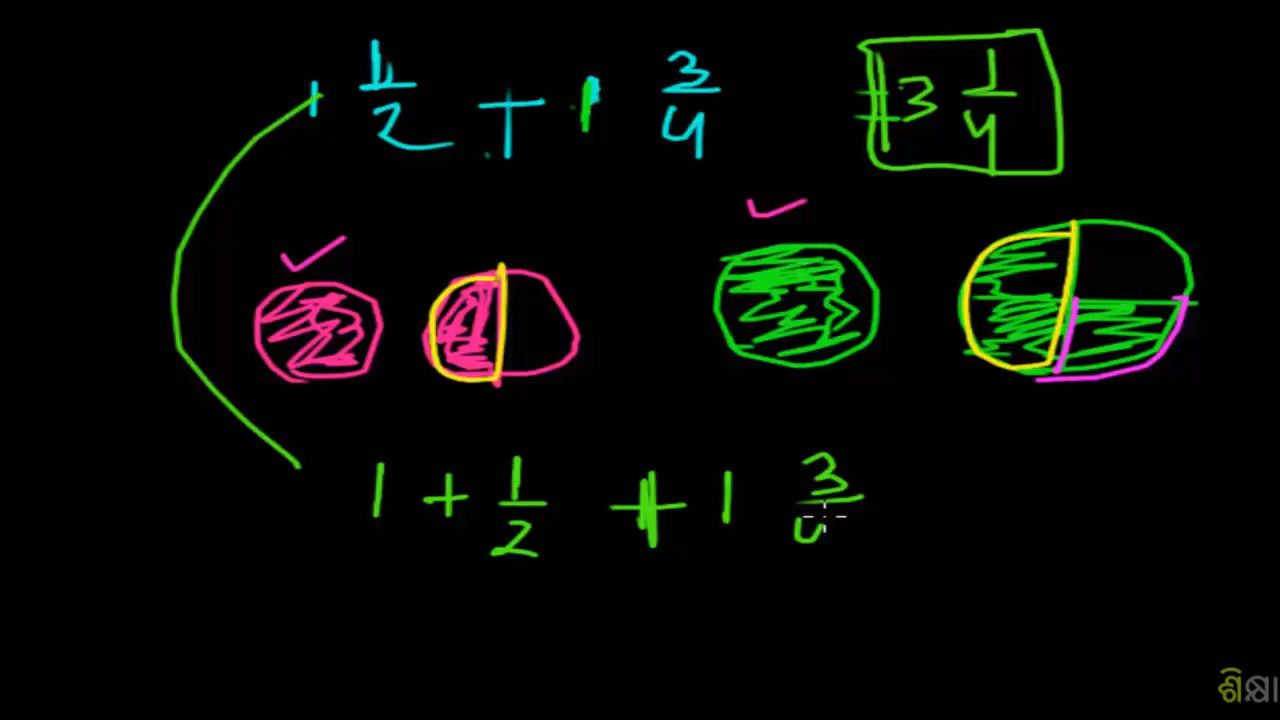 1 1/2 + 1 3/4 = 3 1/4
1 + 1/2 + 1 3/4
ଶିକ୍ଷା